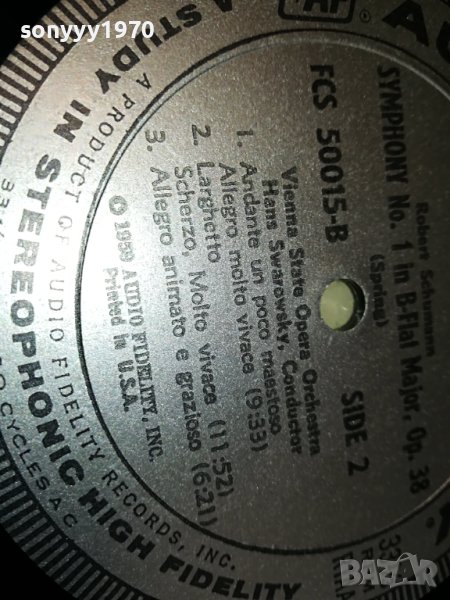 sonyyy1970
A STUDY IN STEREOPHONIC HIGH FIDELITY
A PRODUCT OF AUDIO FIDELITY RECORDS, INC.
Robert Schumann
SYMPHONY No. 1 in B-Flat Major, Op. 38
(Spring)
FCS 50015-B
SIDE 2
Vienna State Opera Orchestra
Hans Swarowsky, Conductor
1. Andante un poco maestoso
Allegro molto vivace (9:33)
2. Larghetto
Scherzo, Molto vivace (11:52)
3. Allegro animato e grazioso (6:21)
© 1959 AUDIO FIDELITY, INC.
Printed in U.S.A.
CYCLES A C
BAZAR.BG